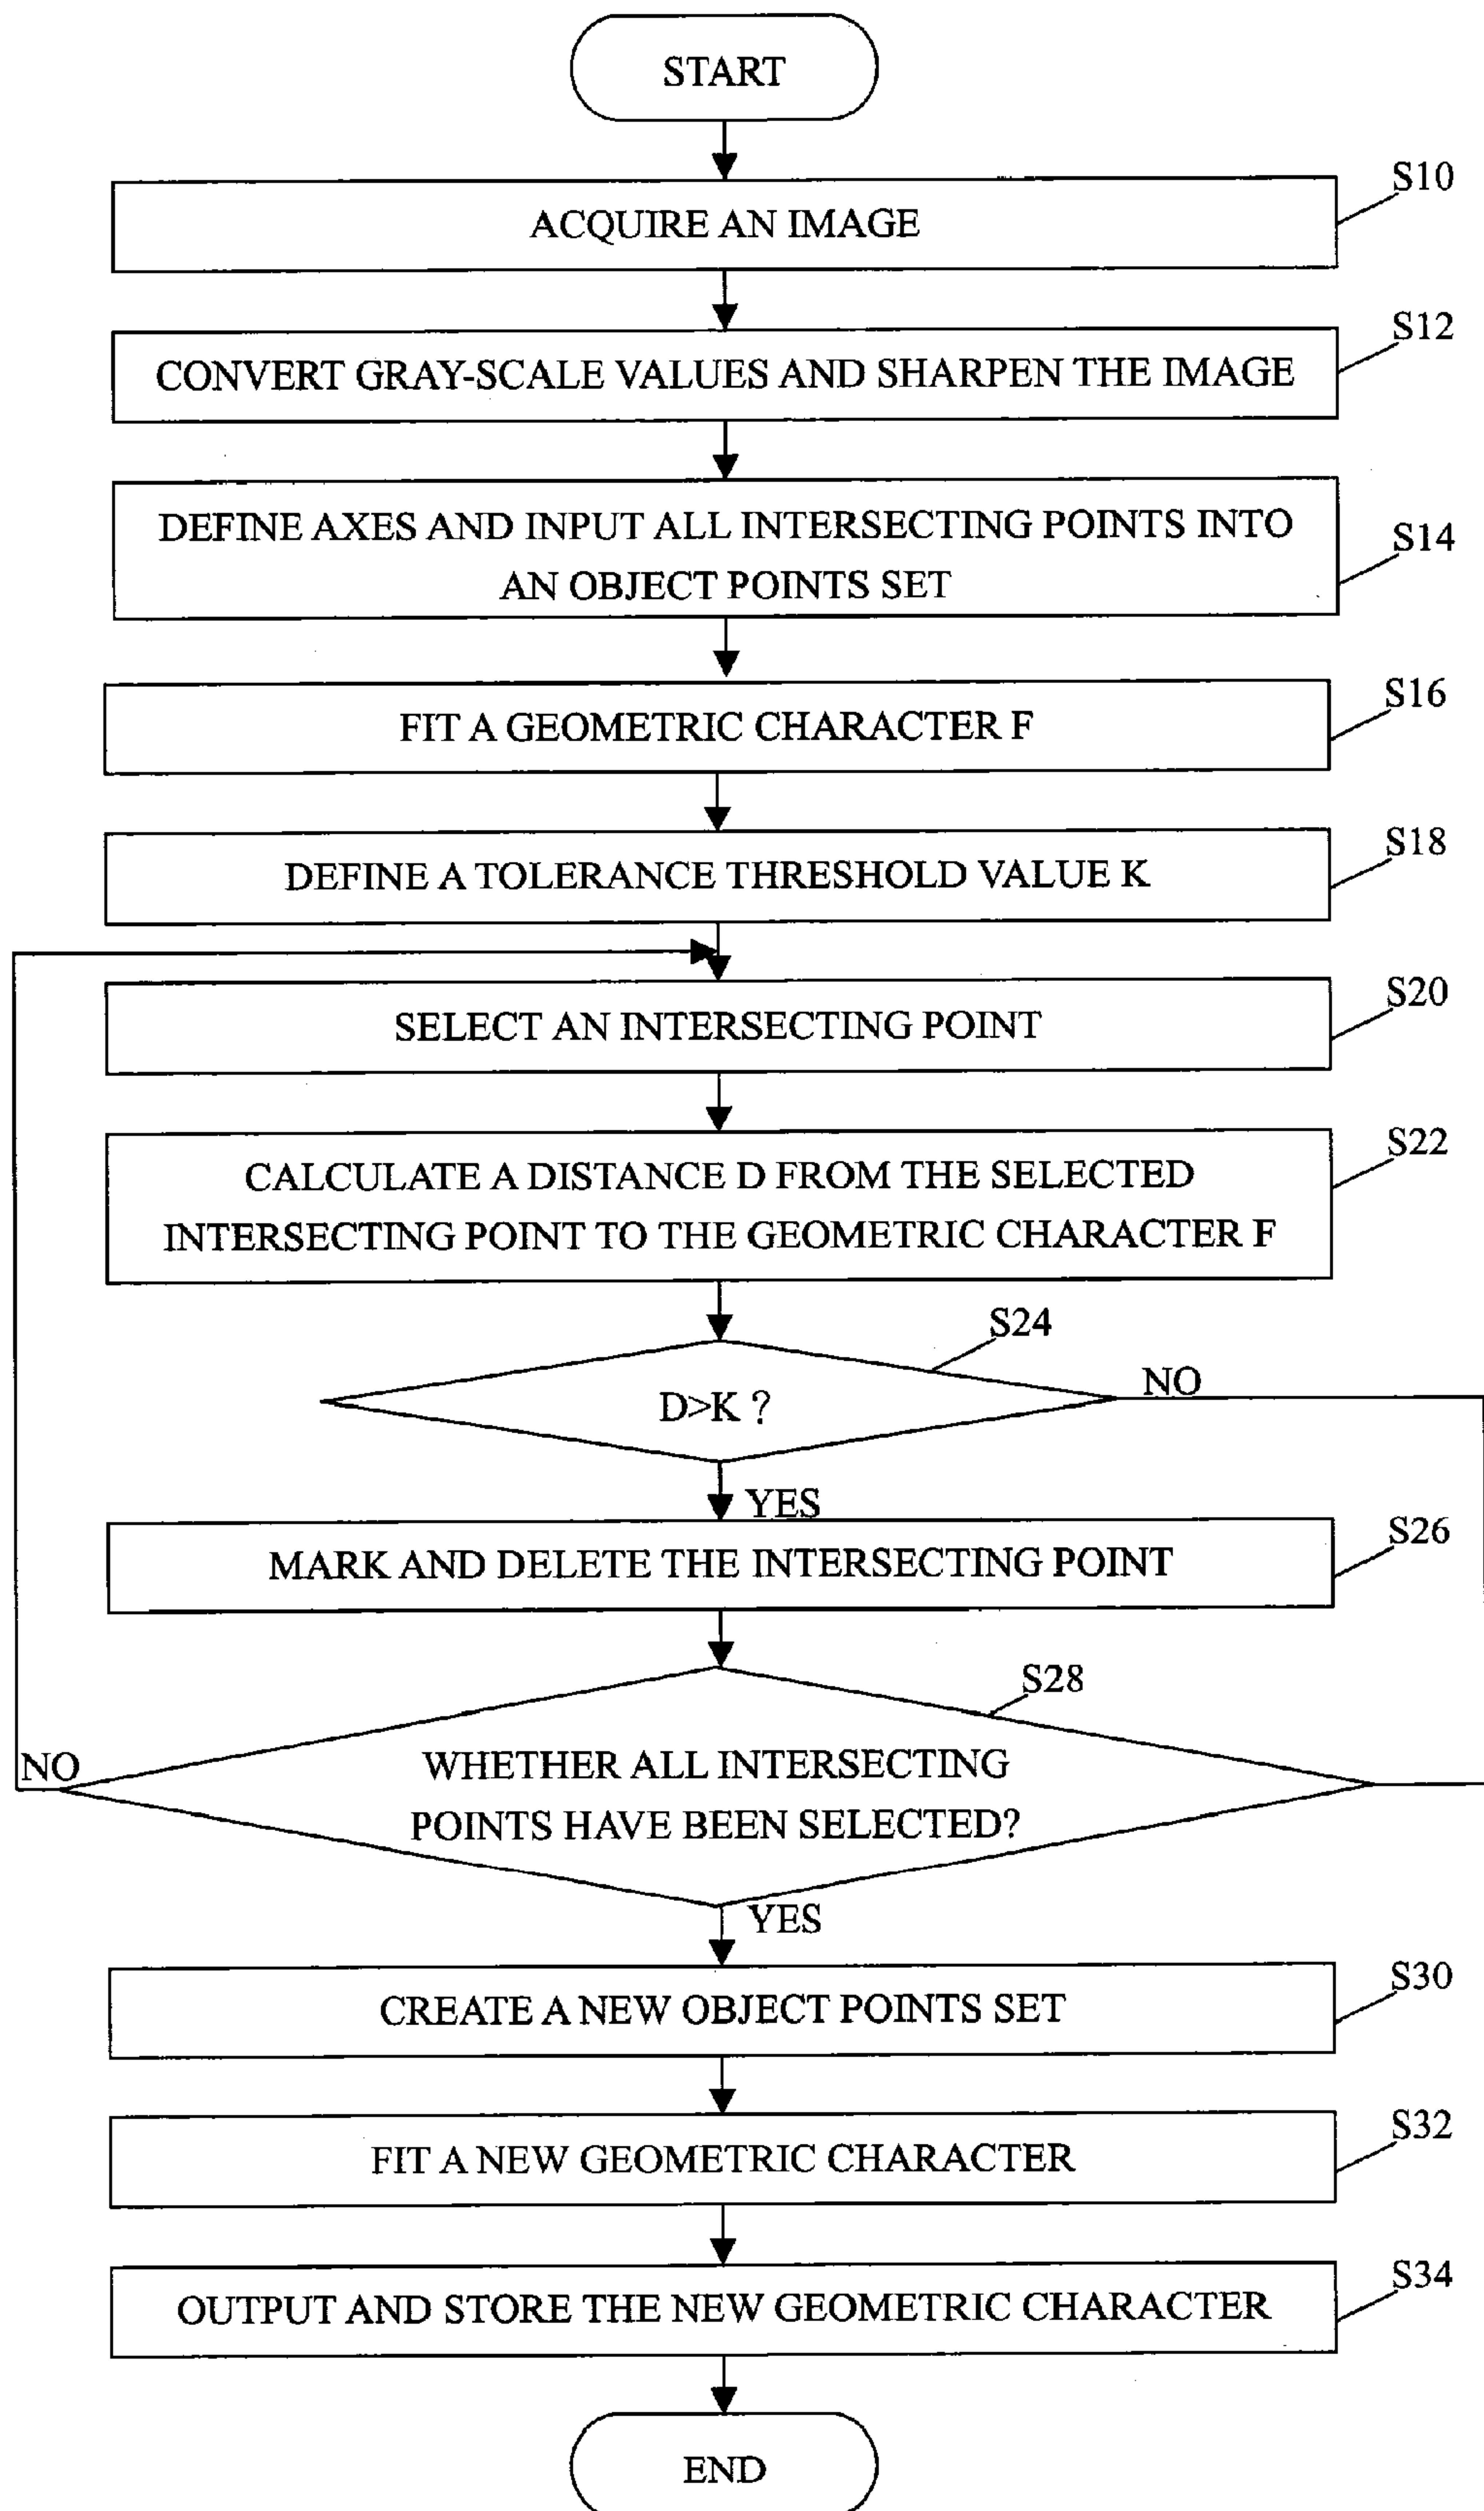 START
S10
ACQUIRE AN IMAGE
S12
CONVERT GRAY-SCALE VALUES AND SHARPEN THE IMAGE
S14
DEFINE AXES AND INPUT ALL INTERSECTING POINTS INTO
AN OBJECT POINTS SET
S16
FIT A GEOMETRIC CHARACTER F
S18
DEFINE A TOLERANCE THRESHOLD VALUE K
S20
SELECT AN INTERSECTING POINT
S22
CALCULATE A DISTANCE D FROM THE SELECTED
INTERSECTING POINT TO THE GEOMETRIC CHARACTER F
S24
D>K ?
NO
YES
S26
MARK AND DELETE THE INTERSECTING POINT
S28
NO
WHETHER ALL INTERSECTING
POINTS HAVE BEEN SELECTED?
YES
S30
CREATE A NEW OBJECT POINTS SET
S32
FIT A NEW GEOMETRIC CHARACTER
S34
OUTPUT AND STORE THE NEW GEOMETRIC CHARACTER
END